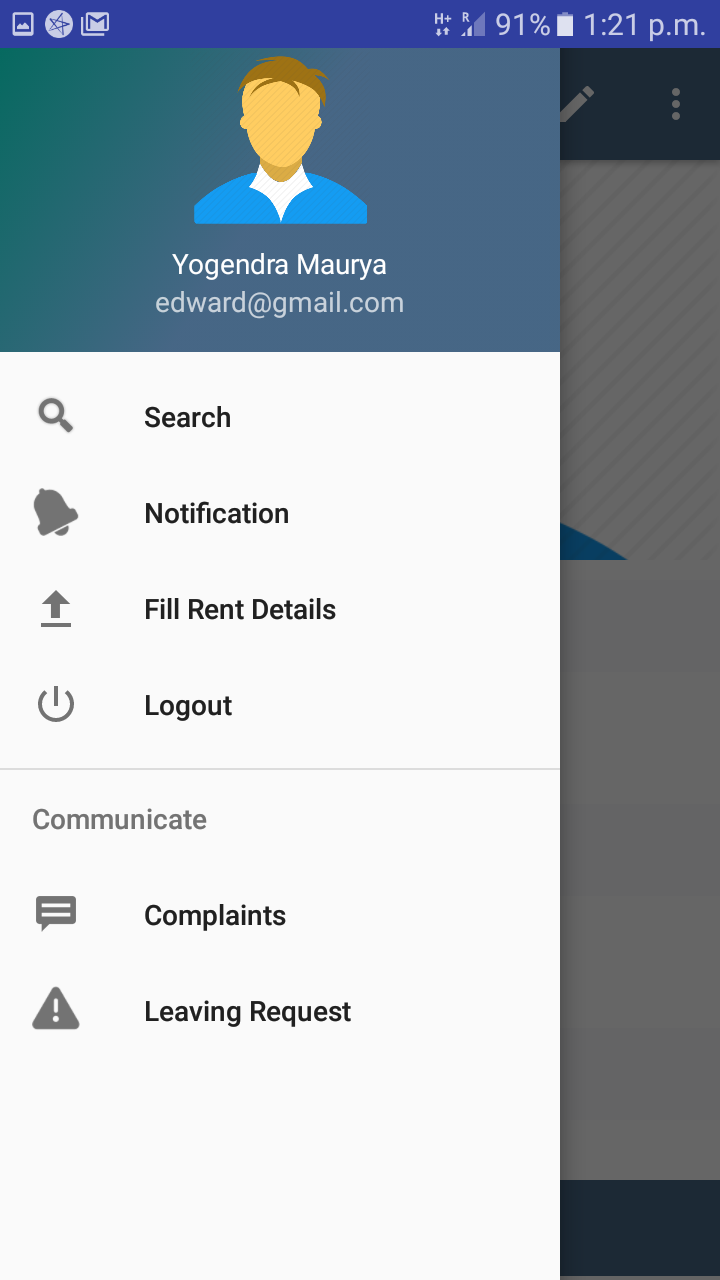 H+ R 91% 1:21 p.m.
Yogendra Maurya
edward@gmail.com
Search
Notification
Fill Rent Details
Logout
Communicate
Complaints
Leaving Request